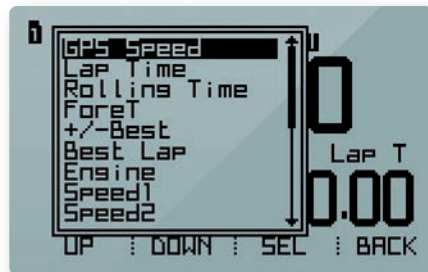 1
GPS Speed
Lap Time
Rolling Time
ForeT
+/-Best
Best Lap
Engine
Speed1
Speed2
Lap T
0.00
UP DOWN SEL BACK